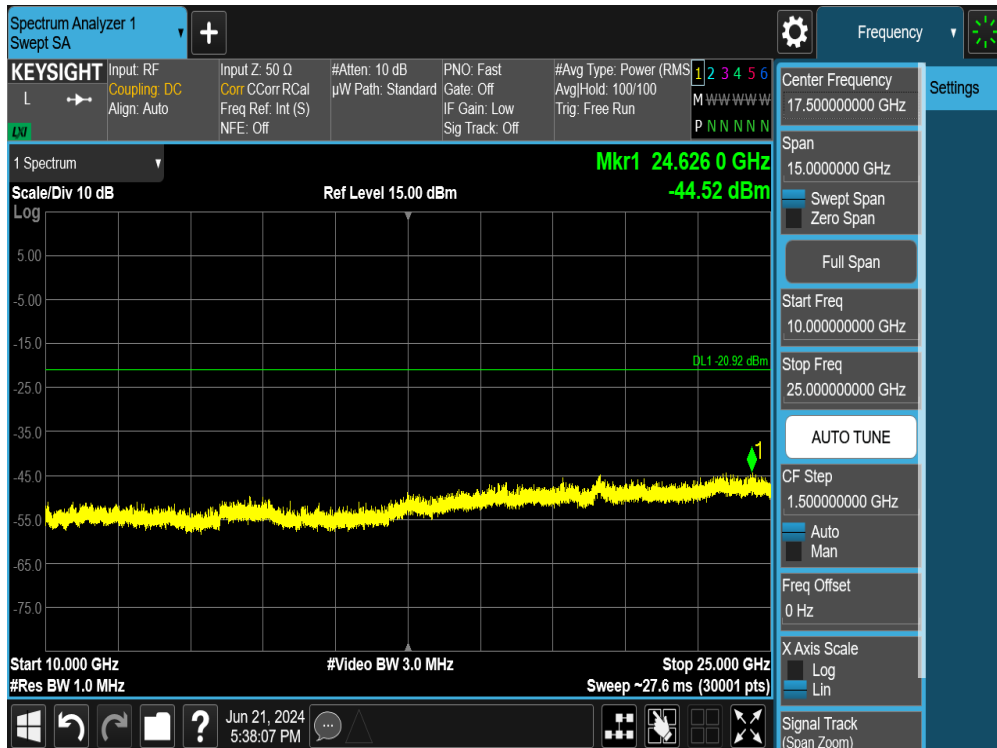 Spectrum Analyzer 1
Swept SA
+
Frequency
KEYSIGHT
L
LXI
Input: RF
Coupling: DC
Align: Auto
Input Z: 50 Ω
Corr CCorr RCal
Freq Ref: Int (S)
NFE: Off
#Atten: 10 dB
µW Path: Standard
PNO: Fast
Gate: Off
IF Gain: Low
Sig Track: Off
#Avg Type: Power (RMS
Avg|Hold: 100/100
Trig: Free Run
1 2 3 4 5 6
M W W W W W
P N N N N N
1 Spectrum
Scale/Div 10 dB
Log
Ref Level 15.00 dBm
Mkr1 24.626 0 GHz
-44.52 dBm
5.00
-5.00
-15.0
DL1 -20.92 dBm
-25.0
-35.0
1
-45.0
-55.0
-65.0
-75.0
Start 10.000 GHz
#Video BW 3.0 MHz
Stop 25.000 GHz
#Res BW 1.0 MHz
Sweep ~27.6 ms (30001 pts)
Center Frequency
17.500000000 GHz
Span
15.0000000 GHz
Swept Span
Zero Span
Full Span
Start Freq
10.000000000 GHz
Stop Freq
25.000000000 GHz
AUTO TUNE
CF Step
1.500000000 GHz
Auto
Man
Freq Offset
0 Hz
X Axis Scale
Log
Lin
Signal Track
(Span Zoom)
Settings
?
Jun 21, 2024
5:38:07 PM